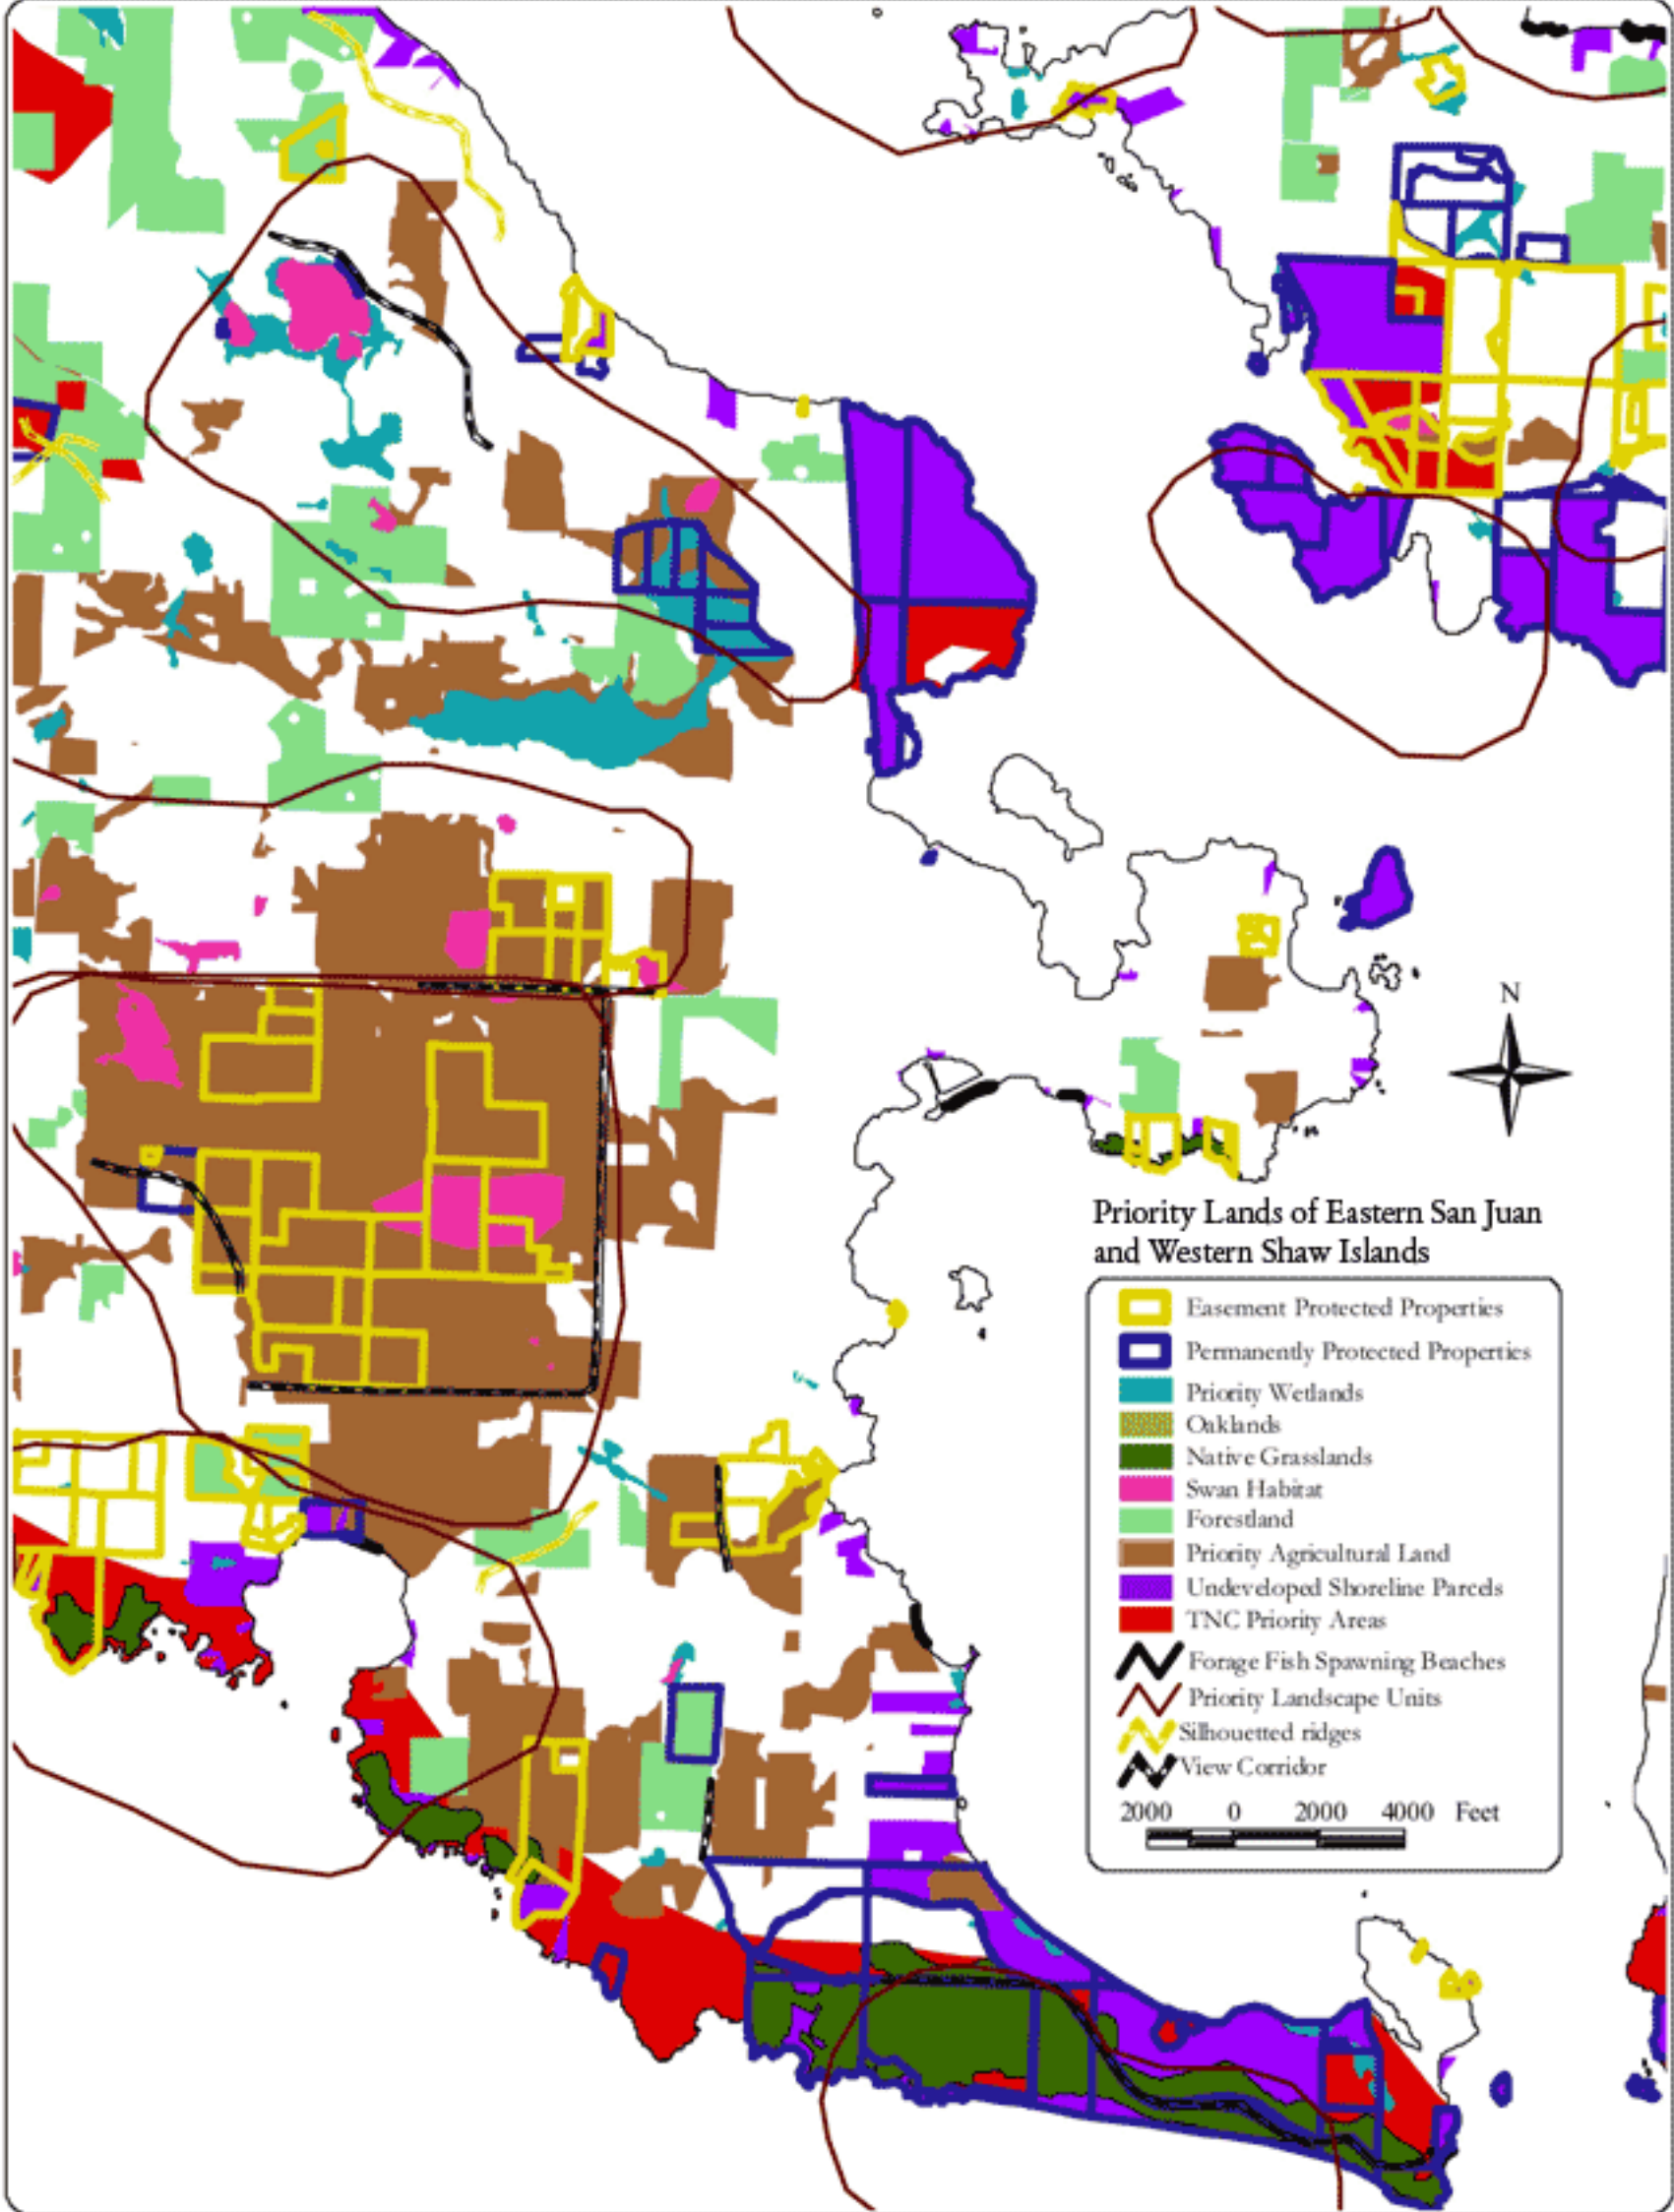 N
Priority Lands of Eastern San Juan
and Western Shaw Islands
Easement Protected Properties
Permanently Protected Properties
Priority Wetlands
Oaklands
Native Grasslands
Swan Habitat
Forestland
Priority Agricultural Land
Undeveloped Shoreline Parcels
TNC Priority Areas
Forage Fish Spawning Beaches
Priority Landscape Units
Silhouetted ridges
View Corridor
2000 0 2000 4000 Feet